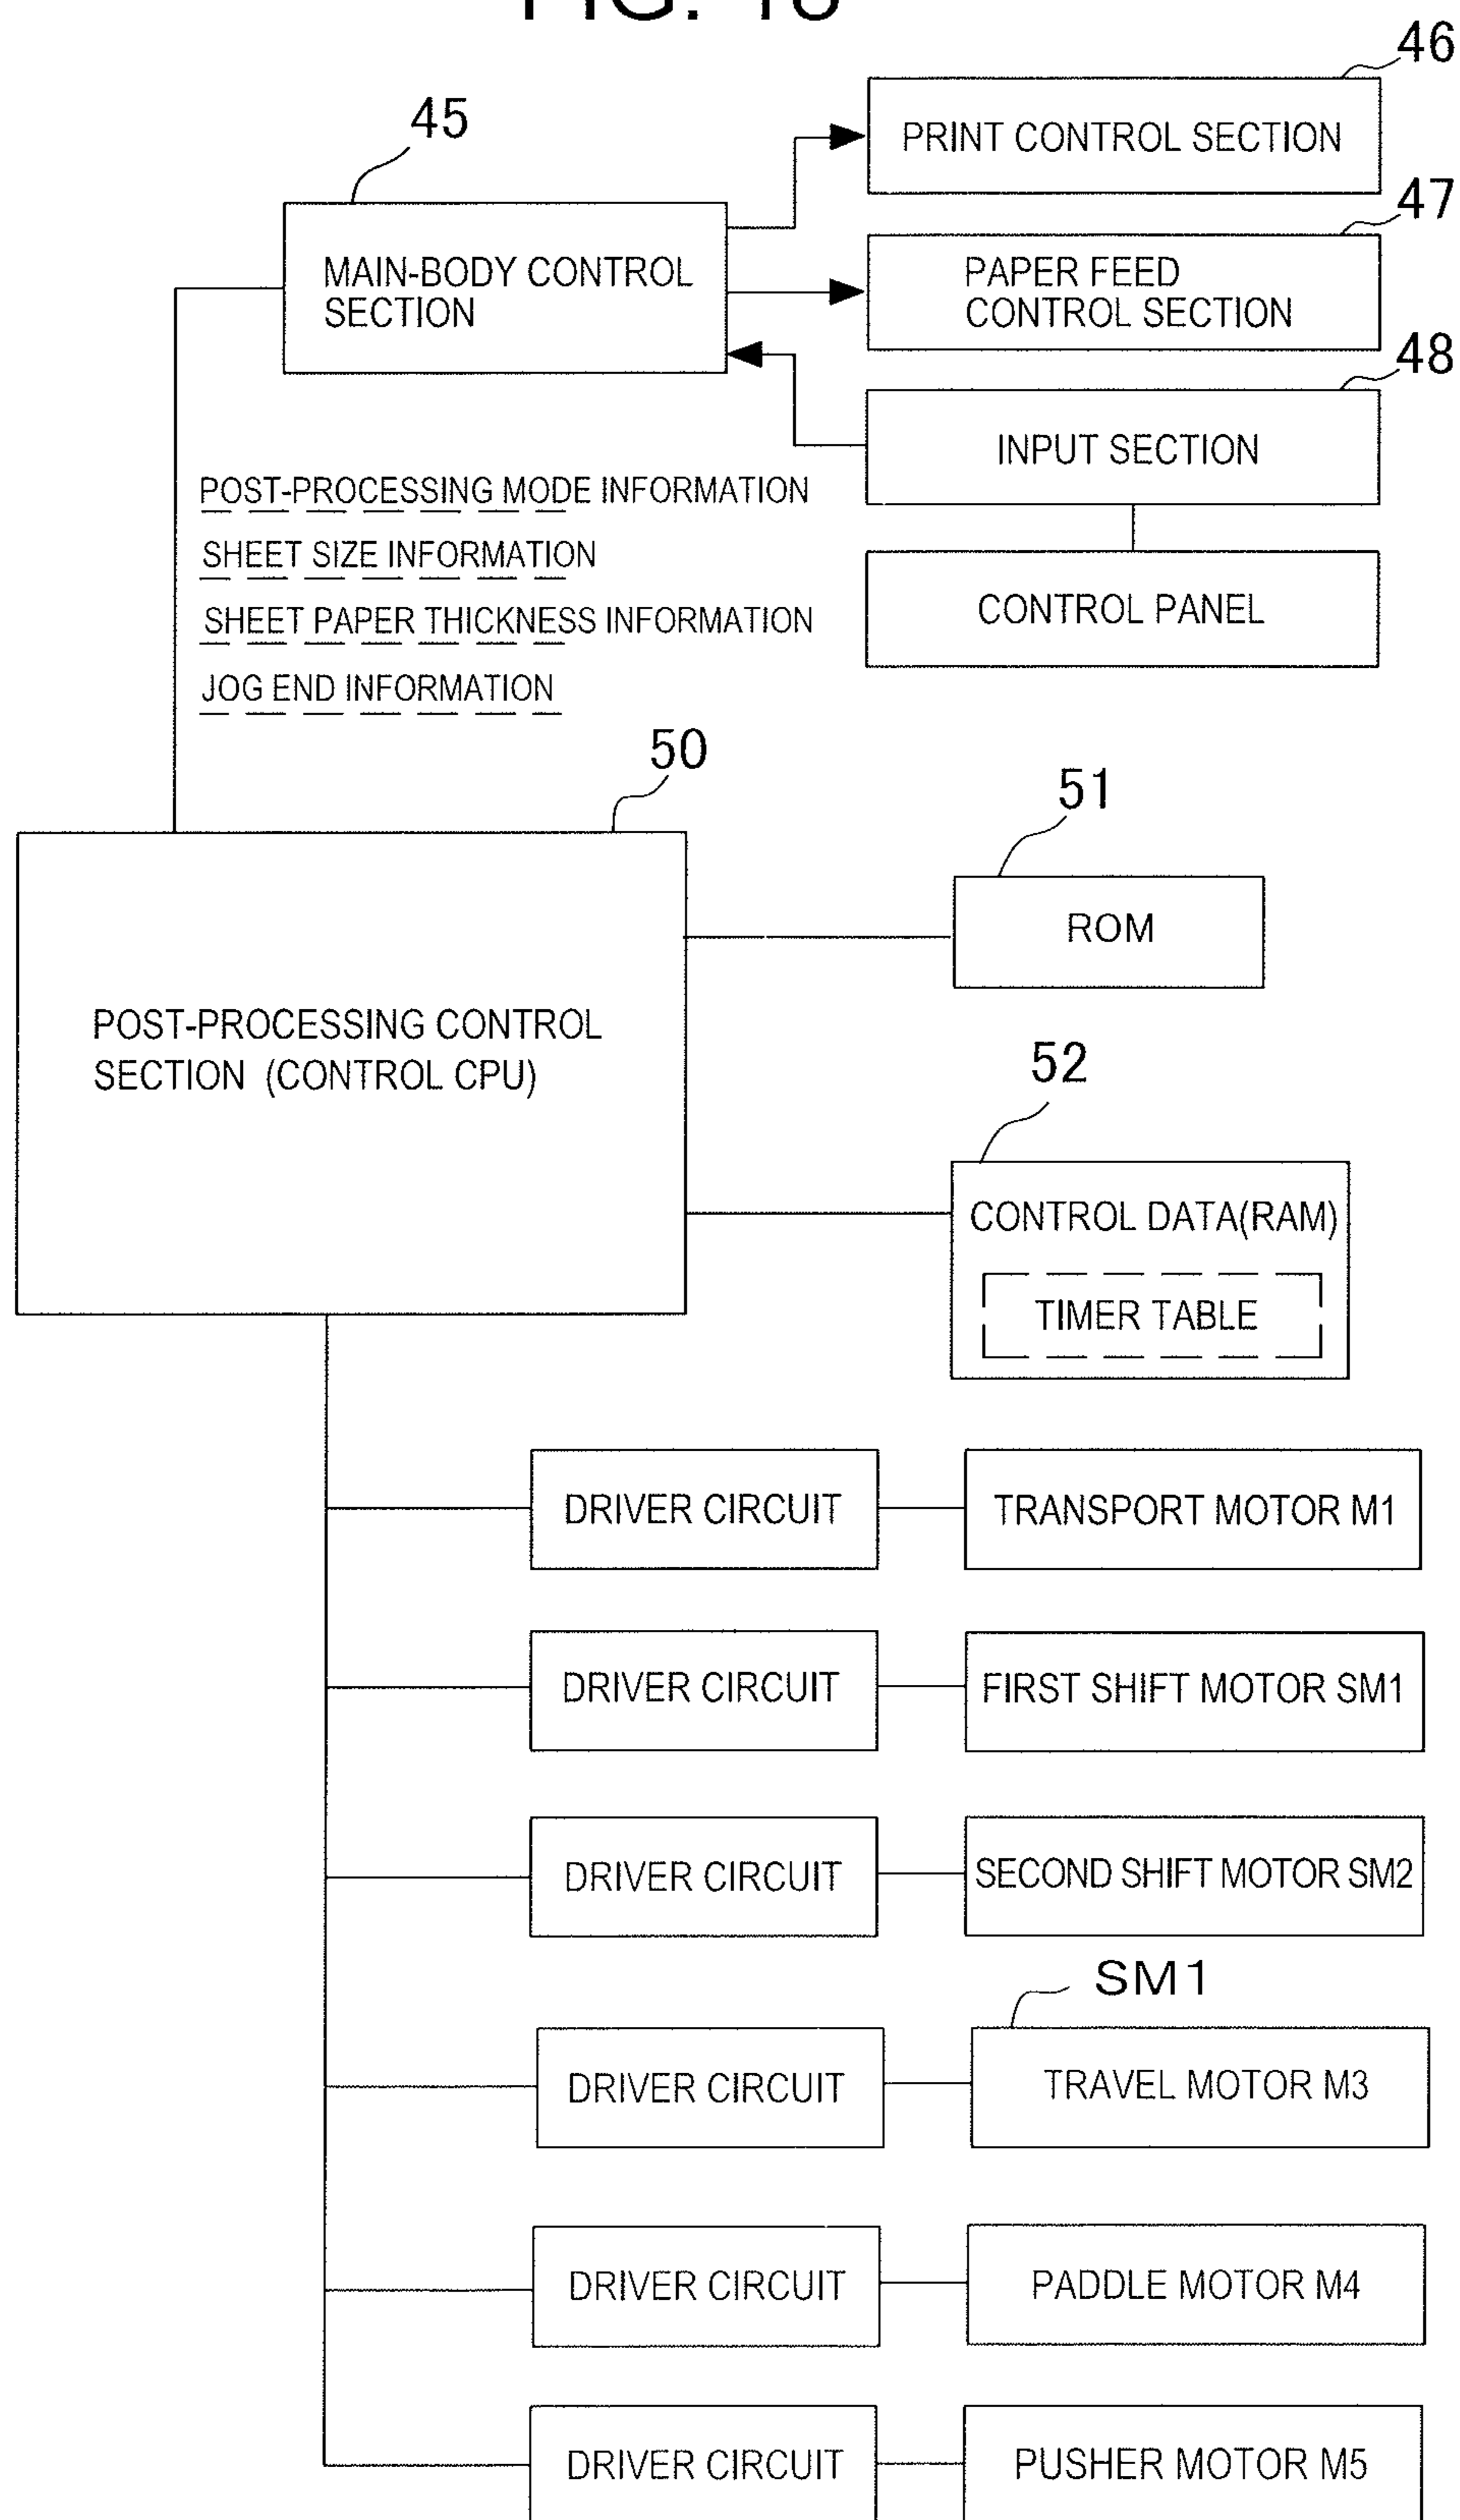 46
45
PRINT CONTROL SECTION
47
MAIN-BODY CONTROL
SECTION
PAPER FEED
CONTROL SECTION
48
INPUT SECTION
POST-PROCESSING MODE INFORMATION
SHEET SIZE INFORMATION
SHEET PAPER THICKNESS INFORMATION
CONTROL PANEL
JOG END INFORMATION
50
51
ROM
POST-PROCESSING CONTROL
SECTION (CONTROL CPU)
52
CONTROL DATA(RAM)
TIMER TABLE
DRIVER CIRCUIT
TRANSPORT MOTOR M1
DRIVER CIRCUIT
FIRST SHIFT MOTOR SM1
DRIVER CIRCUIT
SECOND SHIFT MOTOR SM2
SM1
DRIVER CIRCUIT
TRAVEL MOTOR M3
DRIVER CIRCUIT
PADDLE MOTOR M4
DRIVER CIRCUIT
PUSHER MOTOR M5